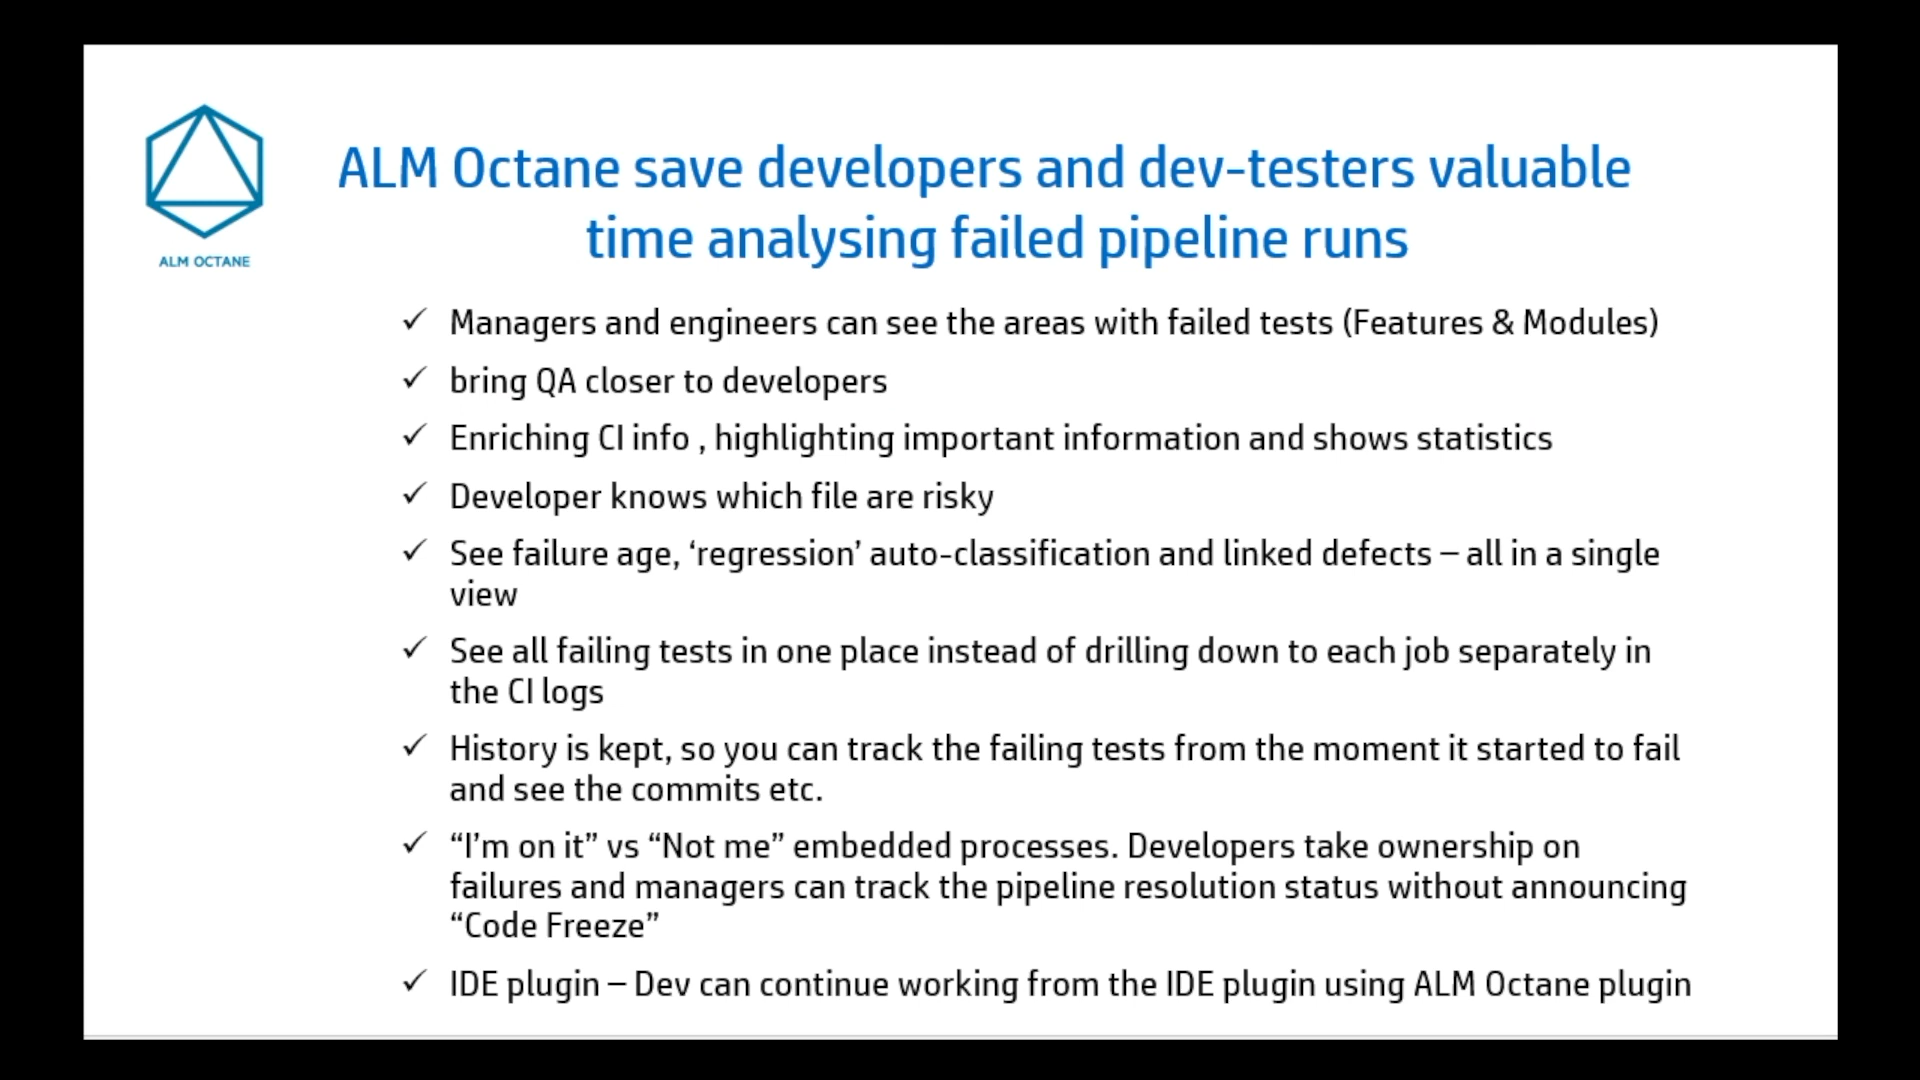 ALM OCTANE
ALM Octane save developers and dev-testers valuable
time analysing failed pipeline runs
✓ Managers and engineers can see the areas with failed tests (Features & Modules)
✓ bring QA closer to developers
✓ Enriching CI info , highlighting important information and shows statistics
✓ Developer knows which file are risky
✓ See failure age, ‘regression’ auto-classification and linked defects – all in a single
view
✓ See all failing tests in one place instead of drilling down to each job separately in
the CI logs
✓ History is kept, so you can track the failing tests from the moment it started to fail
and see the commits etc.
✓ “I’m on it” vs “Not me” embedded processes. Developers take ownership on
failures and managers can track the pipeline resolution status without announcing
“Code Freeze”
✓ IDE plugin – Dev can continue working from the IDE plugin using ALM Octane plugin